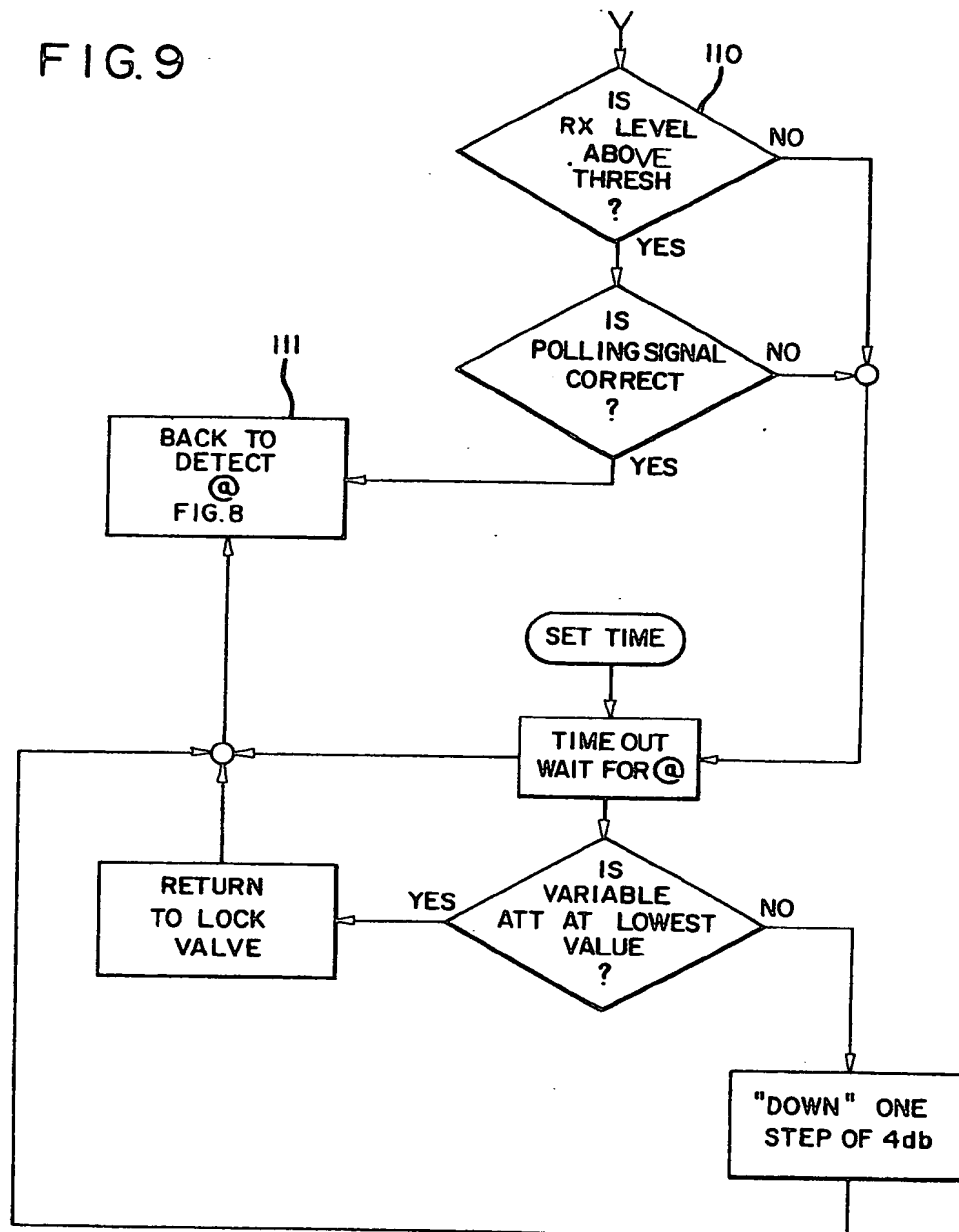 FIG. 9
Y
110
IS
RX LEVEL
ABOVE
THRESH
?
NO
YES
IS
POLLING SIGNAL
CORRECT
?
NO
YES
111
BACK TO
DETECT
@
FIG. 8
SET TIME
TIME OUT
WAIT FOR @
IS
VARIABLE
ATT AT LOWEST
VALUE
?
YES
NO
RETURN
TO LOCK
VALVE
"DOWN" ONE
STEP OF 4db